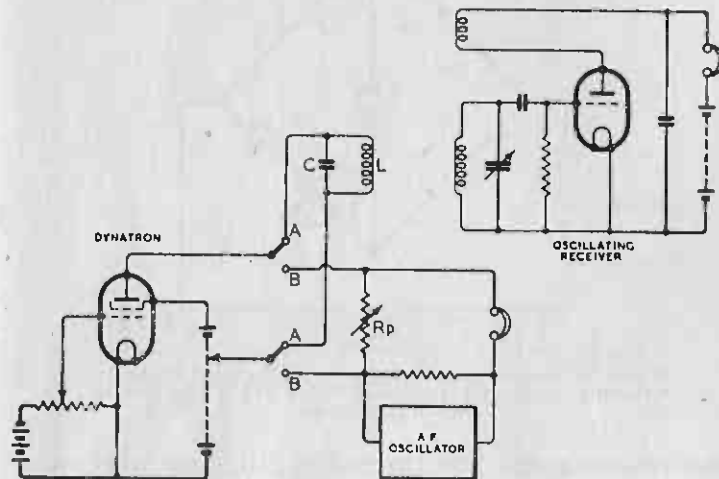 C
L
DYNATRON
A
B
OSCILLATING
RECEIVER
Rp
A
B
A F
OSCILLATOR